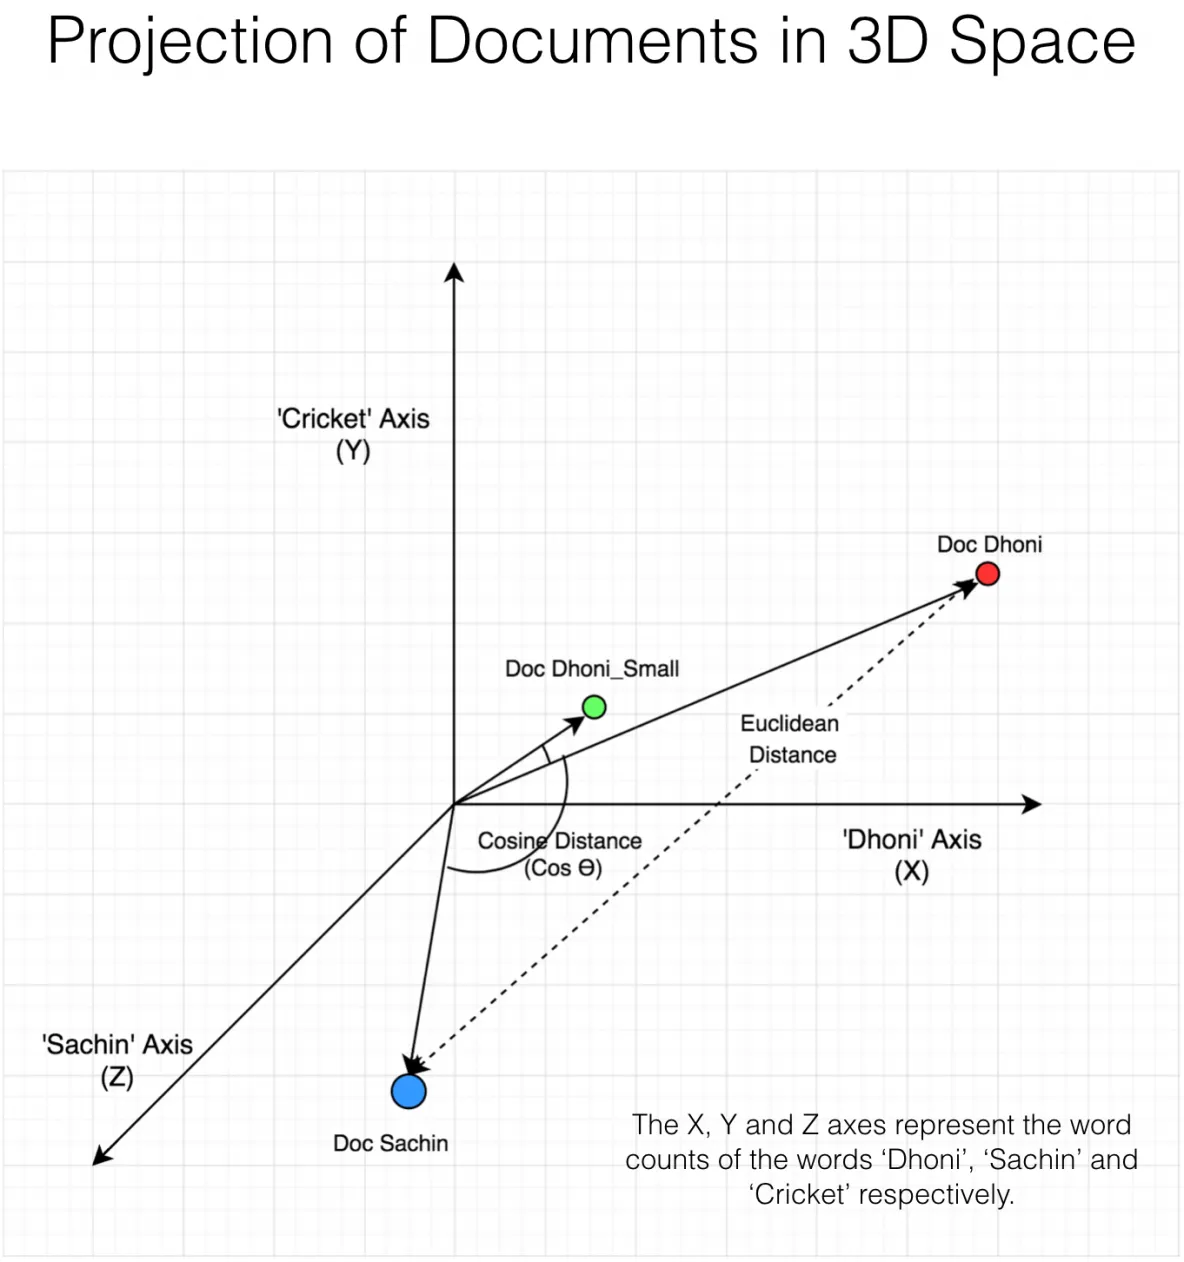 Projection of Documents in 3D Space
'Cricket' Axis
(Y)
Doc Dhoni
Doc Dhoni_Small
Euclidean
Distance
Cosine Distance
(Cos Θ)
'Dhoni' Axis
(X)
'Sachin' Axis
(Z)
Doc Sachin
The X, Y and Z axes represent the word
counts of the words ‘Dhoni’, ‘Sachin’ and
‘Cricket’ respectively.